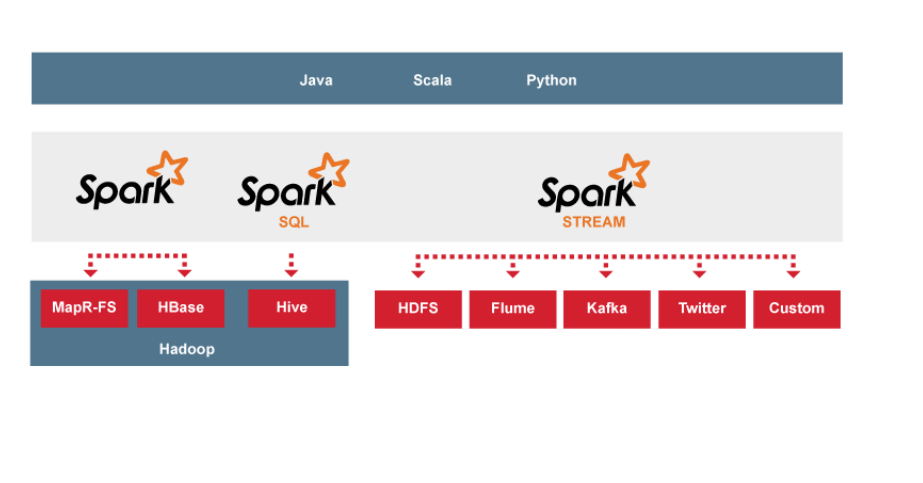 Java Scala Python
Spark Spark Spark
SQL STREAM
MapR-FS HBase Hive HDFS Flume Kafka Twitter Custom
Hadoop